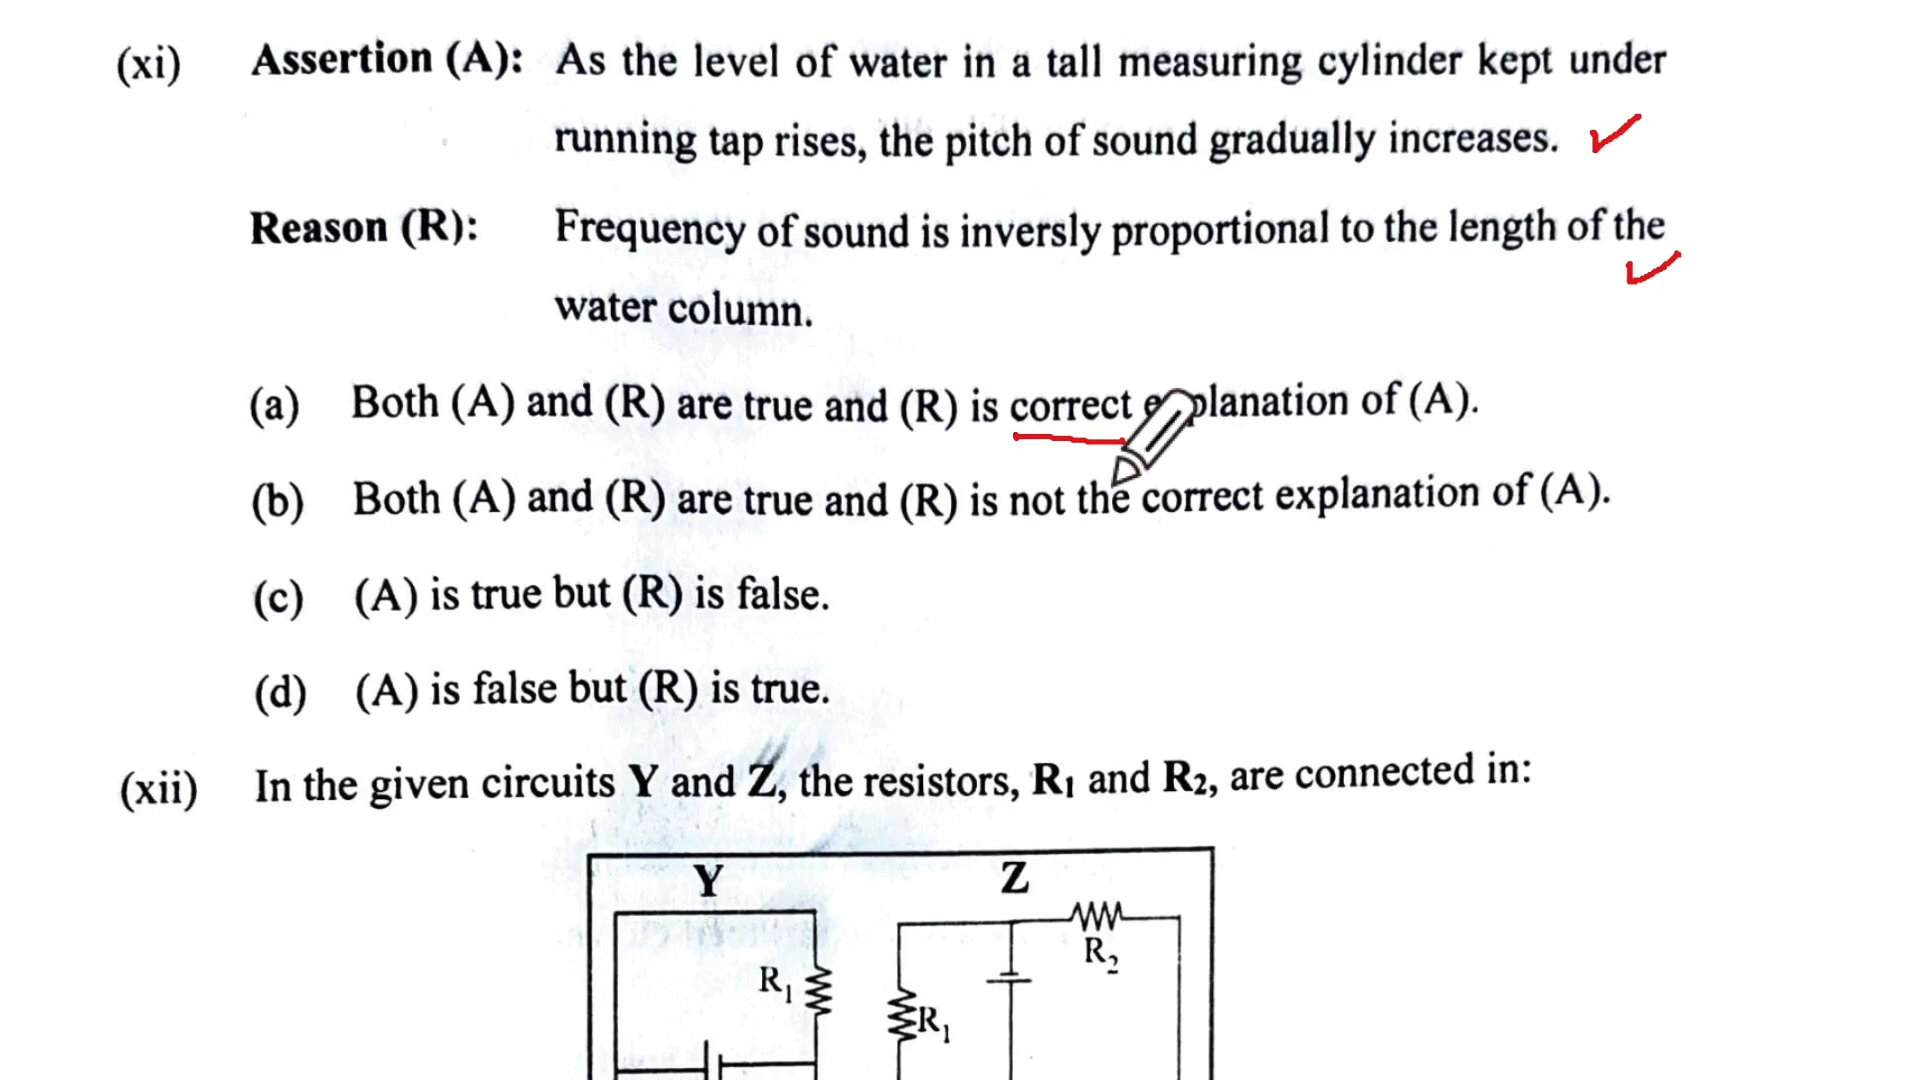 (xi) Assertion (A): As the level of water in a tall measuring cylinder kept under
running tap rises, the pitch of sound gradually increases.
Reason (R): Frequency of sound is inversly proportional to the length of the
water column.
(a) Both (A) and (R) are true and (R) is correct explanation of (A).
(b) Both (A) and (R) are true and (R) is not the correct explanation of (A).
(c) (A) is true but (R) is false.
(d) (A) is false but (R) is true.
(xii) In the given circuits Y and Z, the resistors, R1 and R2, are connected in:
Y Z
R2
R1
R1